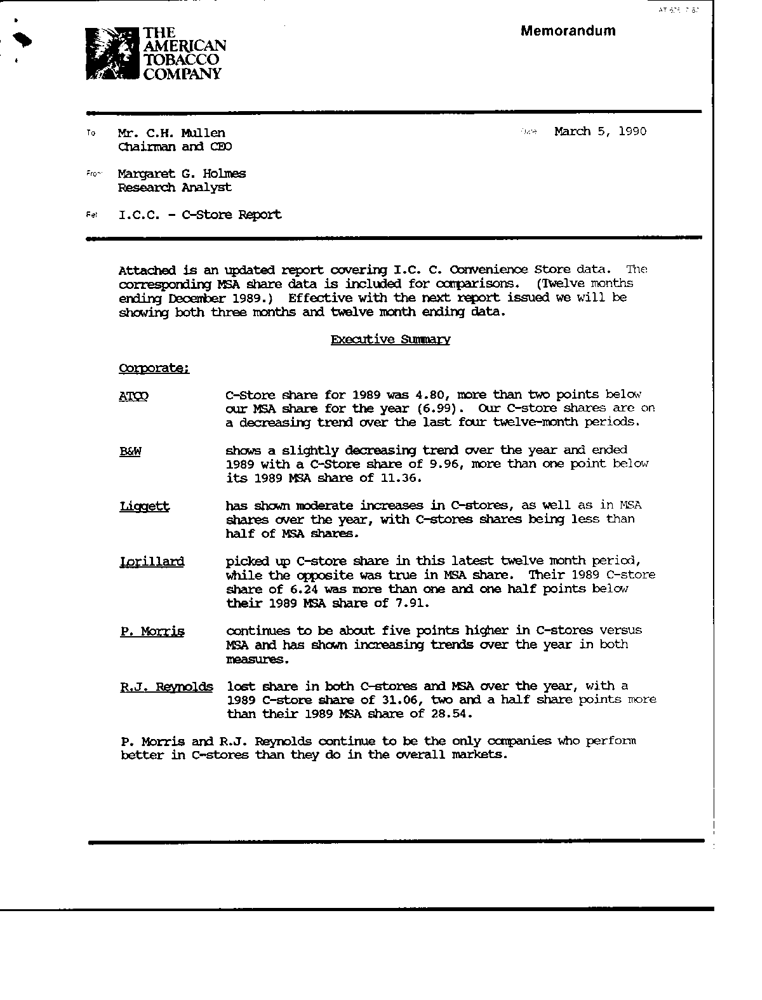 Memorandum
THE
AMERICAN
TOBACCO
COMPANY
To Mr. C.H. Mullen
Chairman and CEO
Date March 5, 1990
From Margaret G. Holmes
Research Analyst
Re: I.C.C. - C-Store Report
Attached is an updated report covering I.C. C. Convenience Store data. The
corresponding MSA share data is included for comparisons. (Twelve months
ending December 1989.) Effective with the next report issued we will be
showing both three months and twelve month ending data.
Executive Summary
Corporate:
ATCO C-Store share for 1989 was 4.80, more than two points below
our MSA share for the year (6.99). Our C-store shares are on
a decreasing trend over the last four twelve-month periods.
B&W shows a slightly decreasing trend over the year and ended
1989 with a C-Store share of 9.96, more than one point below
its 1989 MSA share of 11.36.
Liggett has shown moderate increases in C-stores, as well as in MSA
shares over the year, with C-stores shares being less than
half of MSA shares.
Lorillard picked up C-store share in this latest twelve month period,
while the opposite was true in MSA share. Their 1989 C-store
share of 6.24 was more than one and one half points below
their 1989 MSA share of 7.91.
P. Morris continues to be about five points higher in C-stores versus
MSA and has shown increasing trends over the year in both
measures.
R.J. Reynolds lost share in both C-stores and MSA over the year, with a
1989 C-store share of 31.06, two and a half share points more
than their 1989 MSA share of 28.54.
P. Morris and R.J. Reynolds continue to be the only companies who perform
better in C-stores than they do in the overall markets.